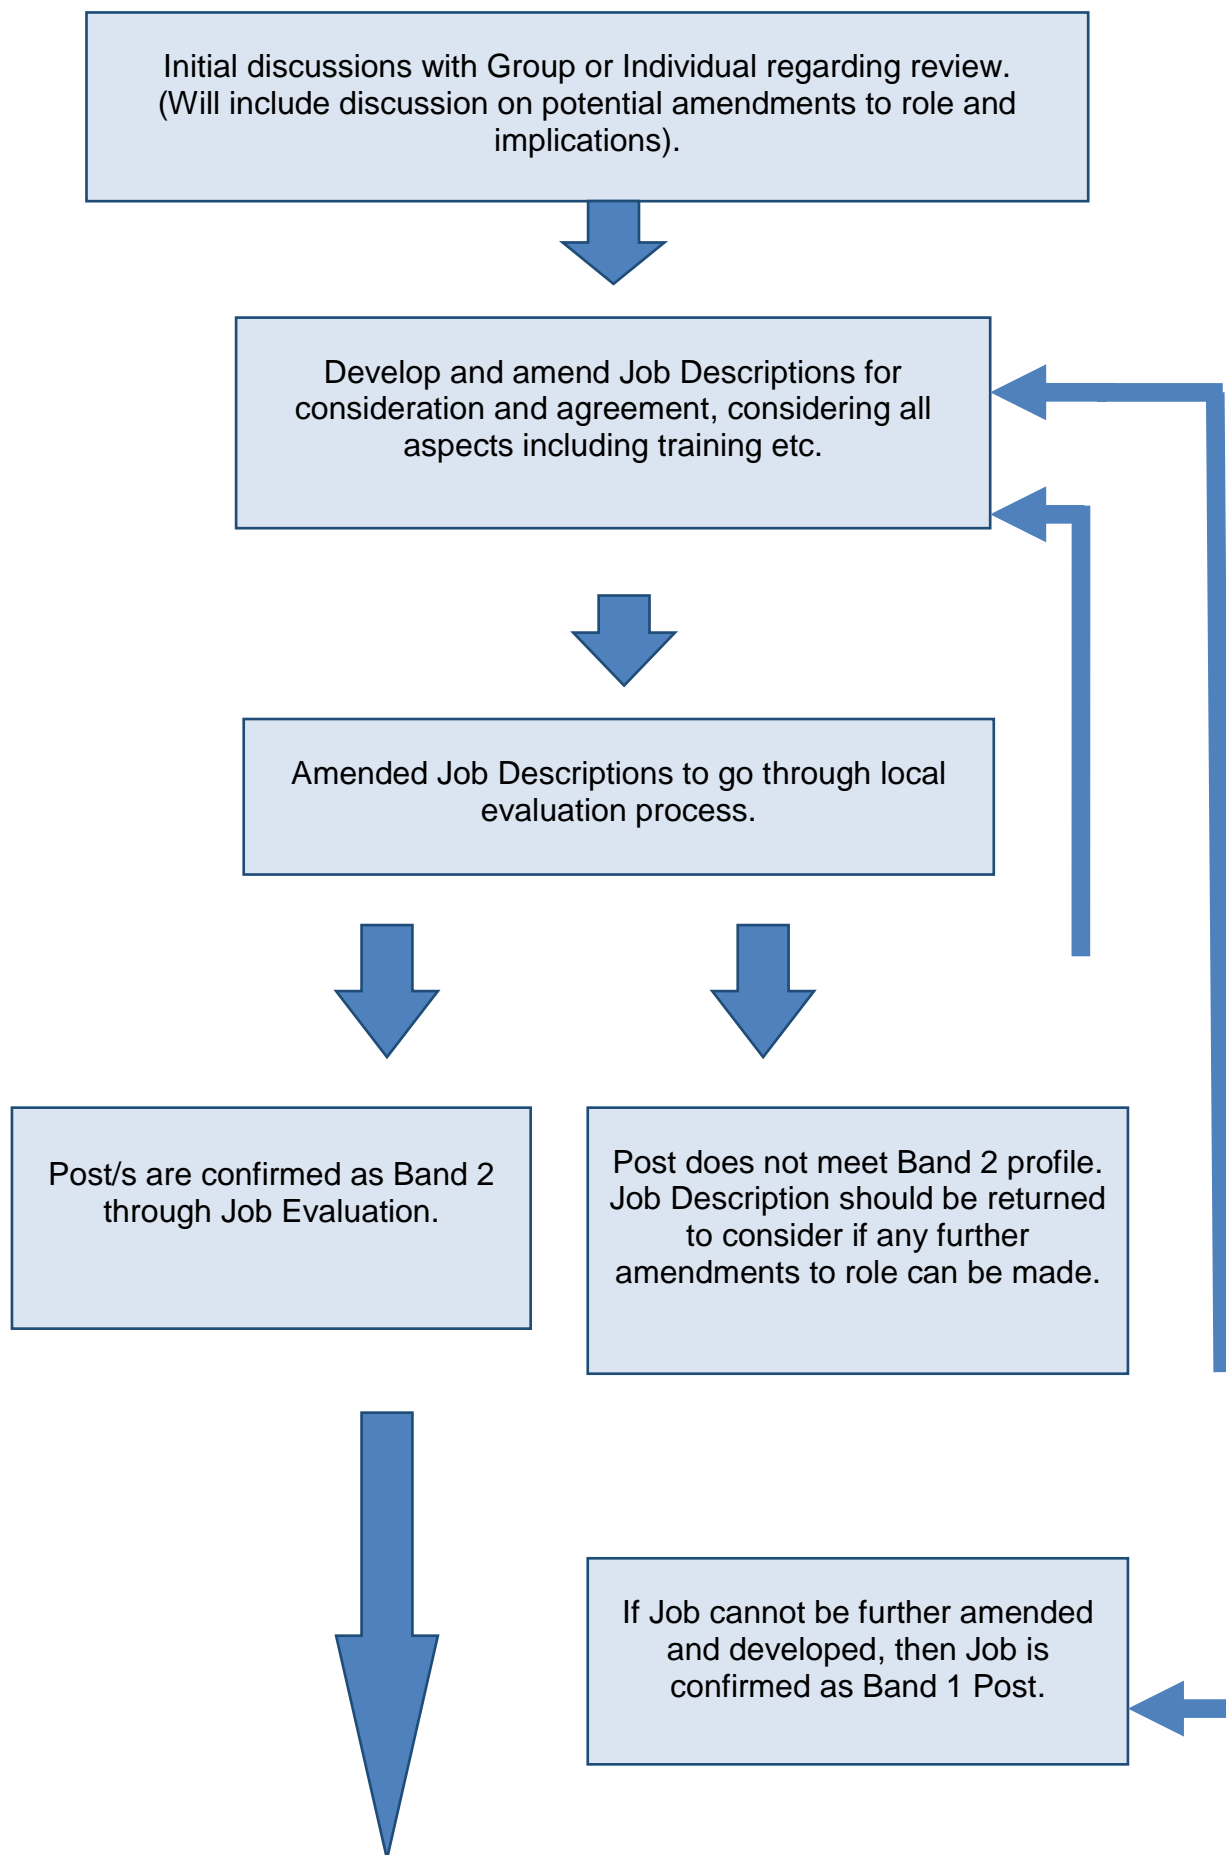 Initial discussions with Group or Individual regarding review.
(Will include discussion on potential amendments to role and
implications).
Develop and amend Job Descriptions for
consideration and agreement, considering all
aspects including training etc.
Amended Job Descriptions to go through local
evaluation process.
Post/s are confirmed as Band 2
through Job Evaluation.
Post does not meet Band 2 profile.
Job Description should be returned
to consider if any further
amendments to role can be made.
If Job cannot be further amended
and developed, then Job is
confirmed as Band 1 Post.